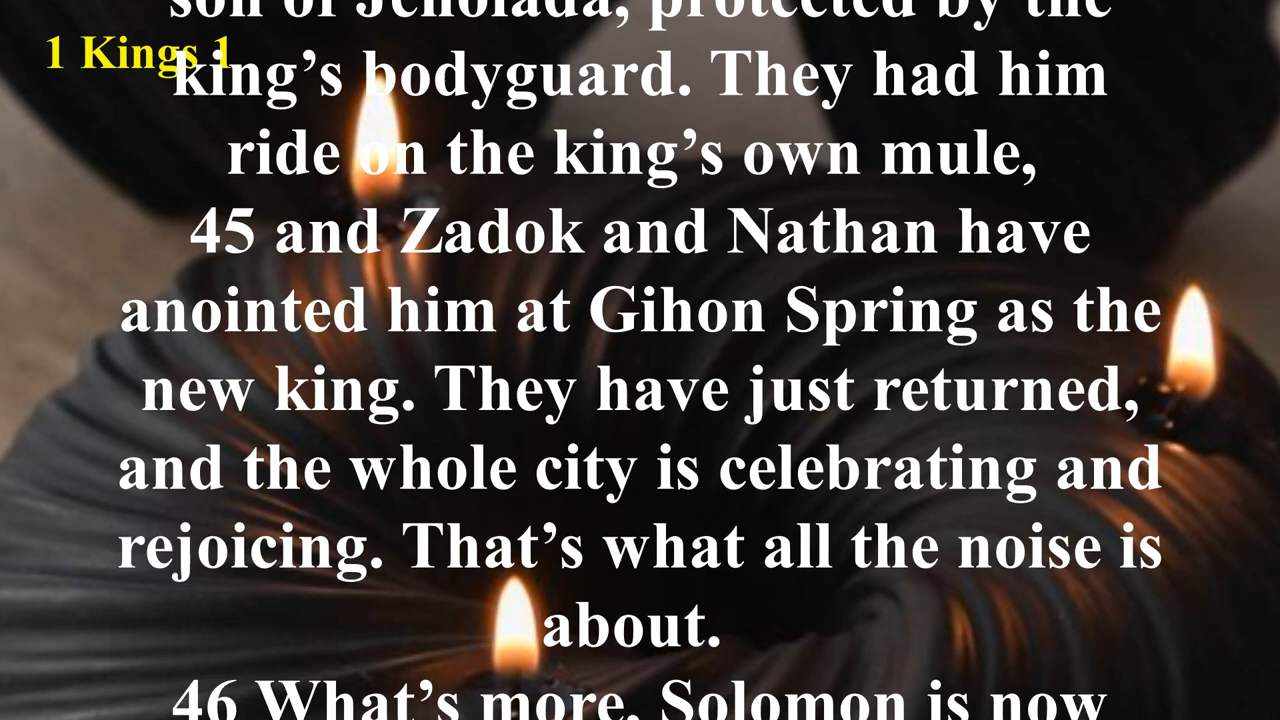 son of Jehoiada, protected by the
1 Kings 1
king’s bodyguard. They had him
ride on the king’s own mule,
45 and Zadok and Nathan have
anointed him at Gihon Spring as the
new king. They have just returned,
and the whole city is celebrating and
rejoicing. That’s what all the noise is
about.
46 What’s more, Solomon is now